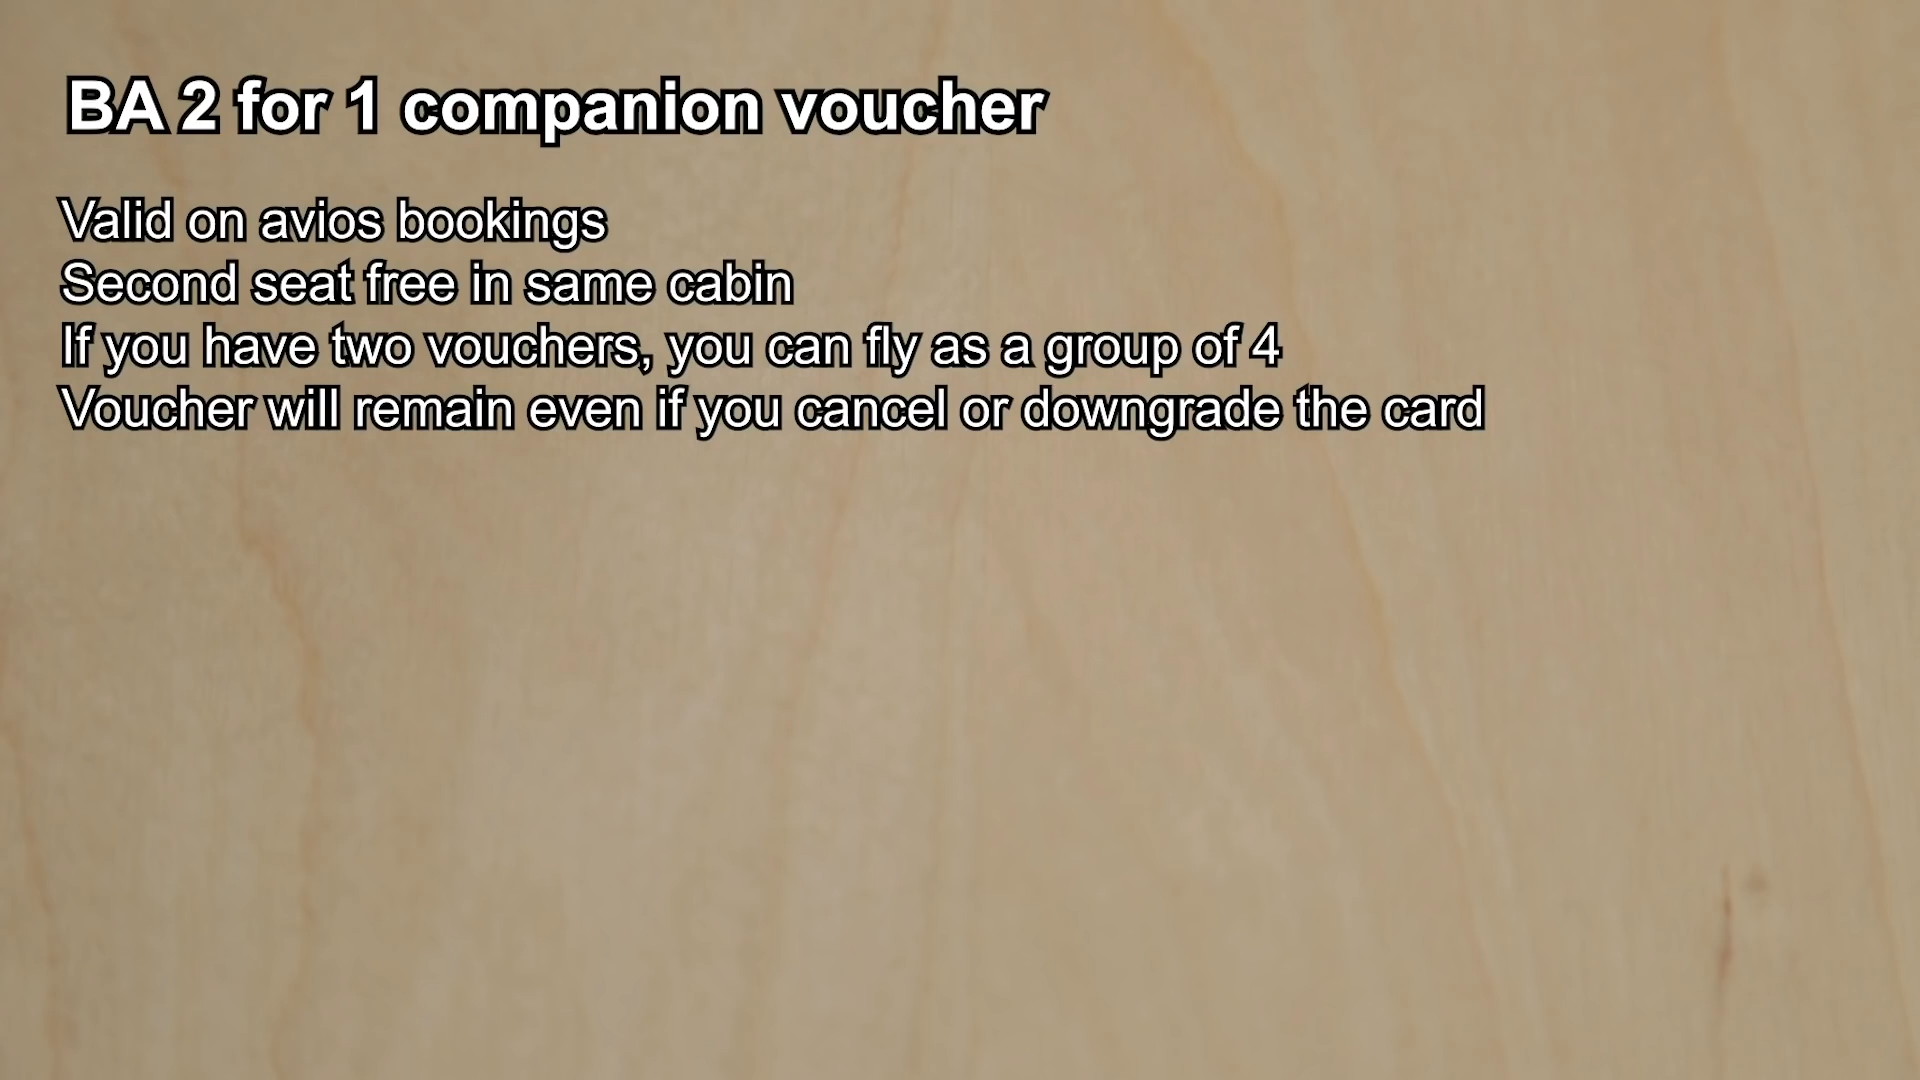 BA 2 for 1 companion voucher
Valid on avios bookings
Second seat free in same cabin
If you have two vouchers, you can fly as a group of 4
Voucher will remain even if you cancel or downgrade the card